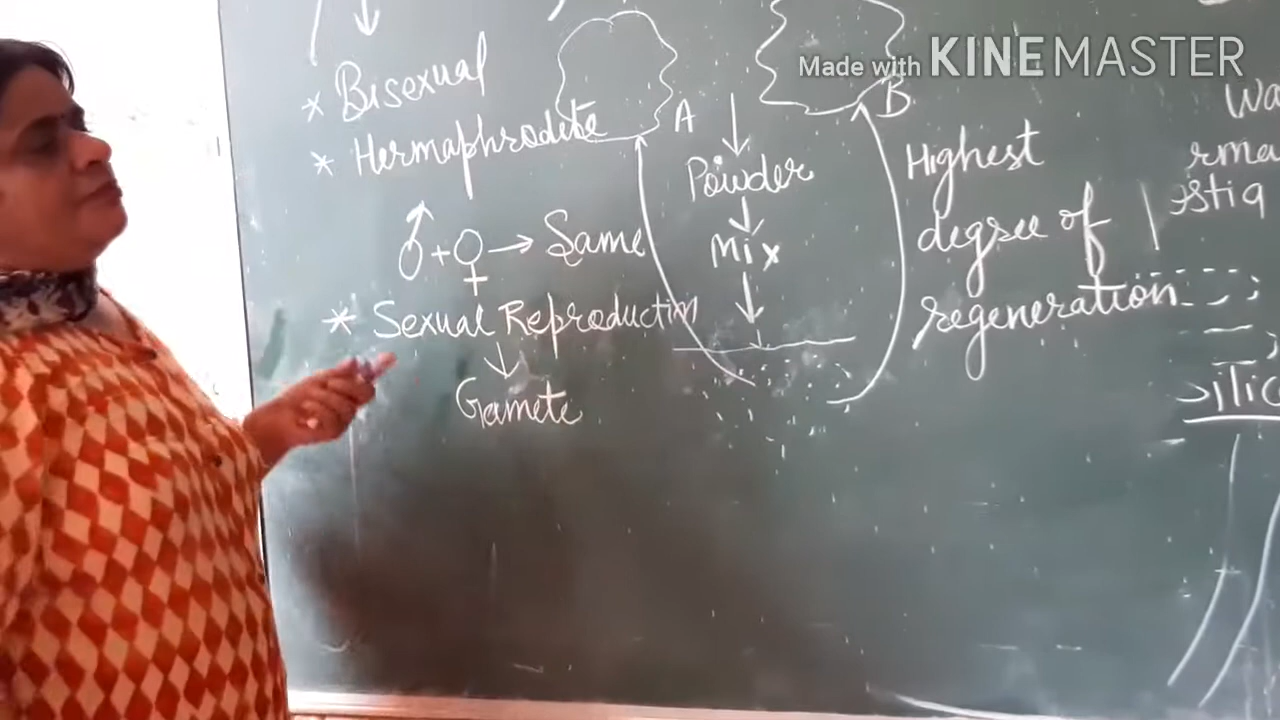 Made with KINEMASTER
* Bisexual
* Hermaphrodite
♂ + ♀ → Same
* Sexual Reproduction
↓
Gamete
A
B
↓
Powder
↓
Mix
↓
Highest
degree of
regeneration